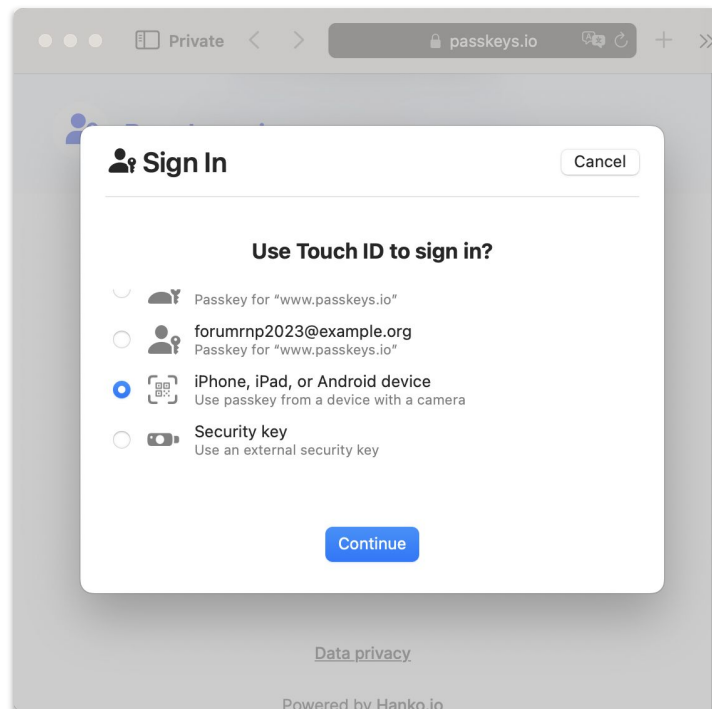 Private
passkeys.io
Sign In
Cancel
Use Touch ID to sign in?
Passkey for “www.passkeys.io”
forumrnp2023@example.org
Passkey for “www.passkeys.io”
iPhone, iPad, or Android device
Use passkey from a device with a camera
Security key
Use an external security key
Continue
Data privacy
Powered by Hanko.io